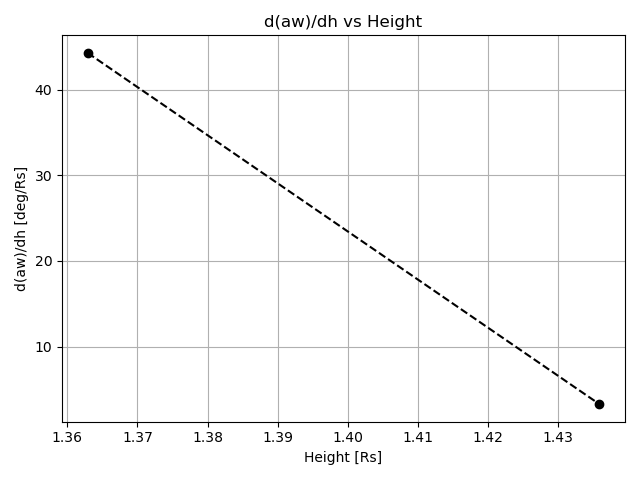 d(aw)/dh vs Height
40
30
20
10
d(aw)/dh [deg/Rs]
1.36 1.37 1.38 1.39 1.40 1.41 1.42 1.43
Height [Rs]